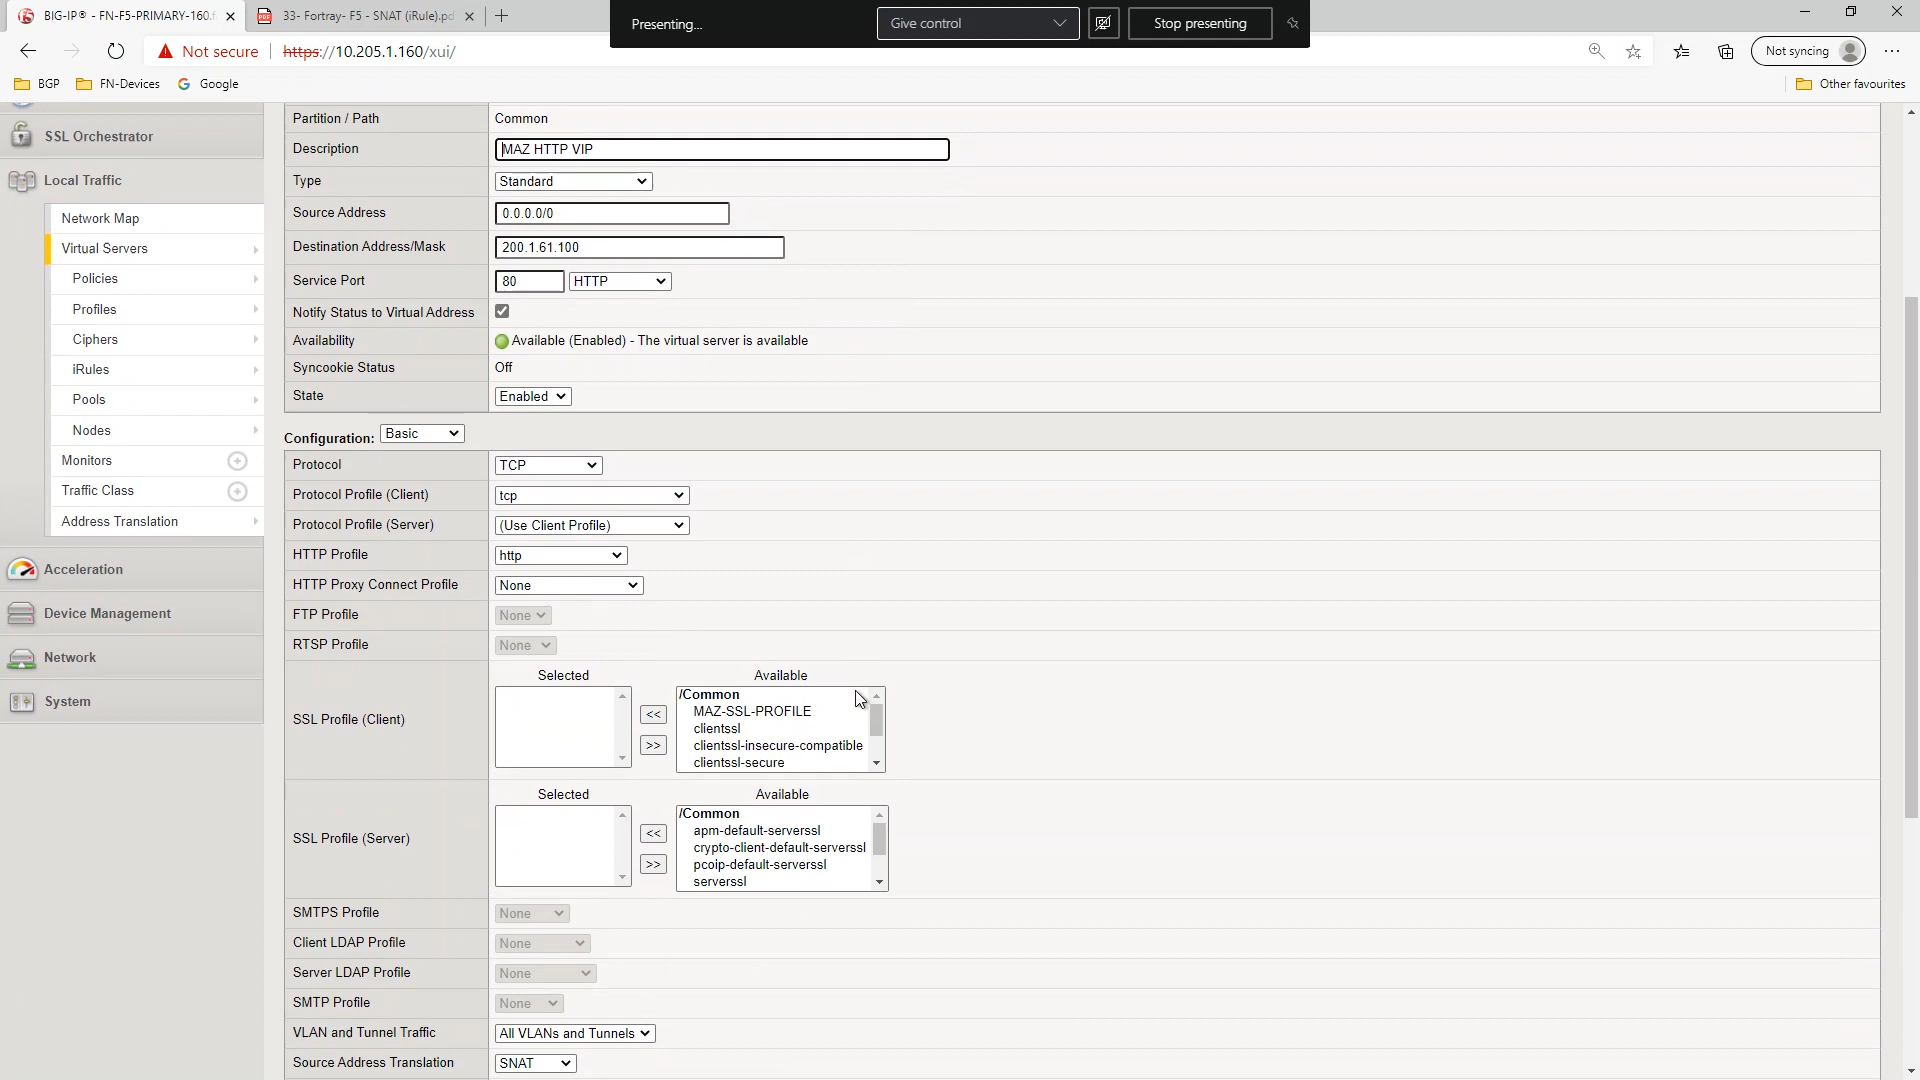 BIG-IP® - FN-F5-PRIMARY-160.f
33- Fortray- F5 - SNAT (iRule).pd
Presenting...
Give control
Stop presenting
Not secure
https://10.205.1.160/xui/
Not syncing
BGP
FN-Devices
Google
Other favourites
SSL Orchestrator
Local Traffic
Network Map
Virtual Servers
Policies
Profiles
Ciphers
iRules
Pools
Nodes
Monitors
Traffic Class
Address Translation
Acceleration
Device Management
Network
System
Partition / Path Common
Description MAZ HTTP VIP
Type Standard
Source Address 0.0.0.0/0
Destination Address/Mask 200.1.61.100
Service Port 80 HTTP
Notify Status to Virtual Address
Availability Available (Enabled) - The virtual server is available
Syncookie Status Off
State Enabled
Configuration: Basic
Protocol TCP
Protocol Profile (Client) tcp
Protocol Profile (Server) (Use Client Profile)
HTTP Profile http
HTTP Proxy Connect Profile None
FTP Profile None
RTSP Profile None
SSL Profile (Client)
Selected Available
<< >>
/Common
MAZ-SSL-PROFILE
clientssl
clientssl-insecure-compatible
clientssl-secure
SSL Profile (Server)
Selected Available
<< >>
/Common
apm-default-serverssl
crypto-client-default-serverssl
pcoip-default-serverssl
serverssl
SMTPS Profile None
Client LDAP Profile None
Server LDAP Profile None
SMTP Profile None
VLAN and Tunnel Traffic All VLANs and Tunnels
Source Address Translation SNAT